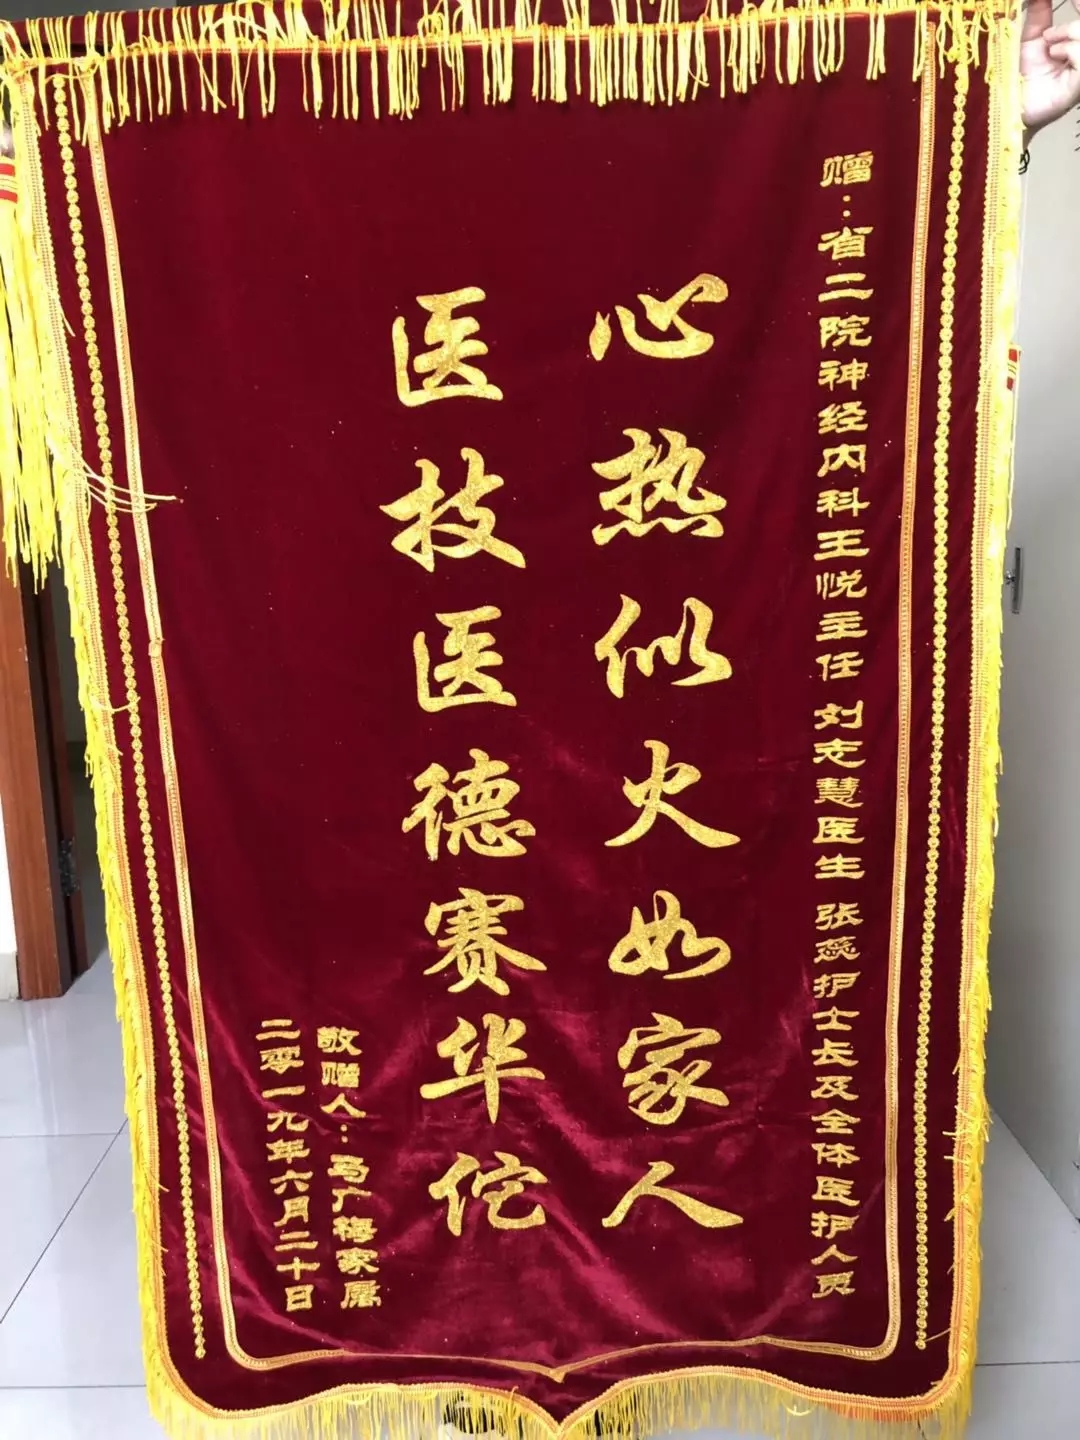 赠：省二院神经内科王悦主任 刘志慧医生 张蕊护士长及全体医护人员
心热似火如家人
医技医德赛华佗
敬赠人：马广梅家属
二零一九年六月二十日